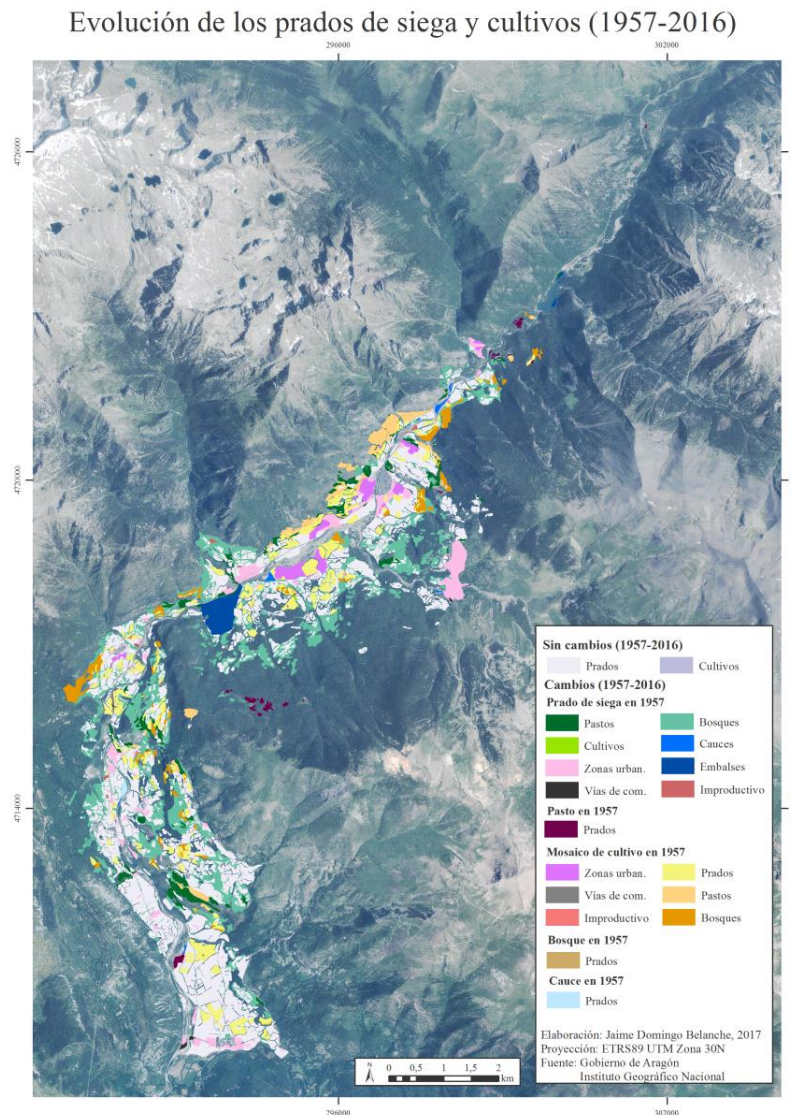 Evolución de los prados de siega y cultivos (1957-2016)
296000 302000
4726000
4720000
4714000
Sin cambios (1957-2016)
Prados Cultivos
Cambios (1957-2016)
Prado de siega en 1957
Pastos Bosques
Cultivos Cauces
Zonas urban. Embalses
Vías de com. Improductivo
Pasto en 1957
Prados
Mosaico de cultivo en 1957
Zonas urban. Prados
Vías de com. Pastos
Improductivo Bosques
Bosque en 1957
Prados
Cauce en 1957
Prados
Elaboración: Jaime Domingo Belanche, 2017
Proyección: ETRS89 UTM Zona 30N
Fuente: Gobierno de Aragón
Instituto Geográfico Nacional
N
0 0,5 1 1,5 2
km
296000 302000